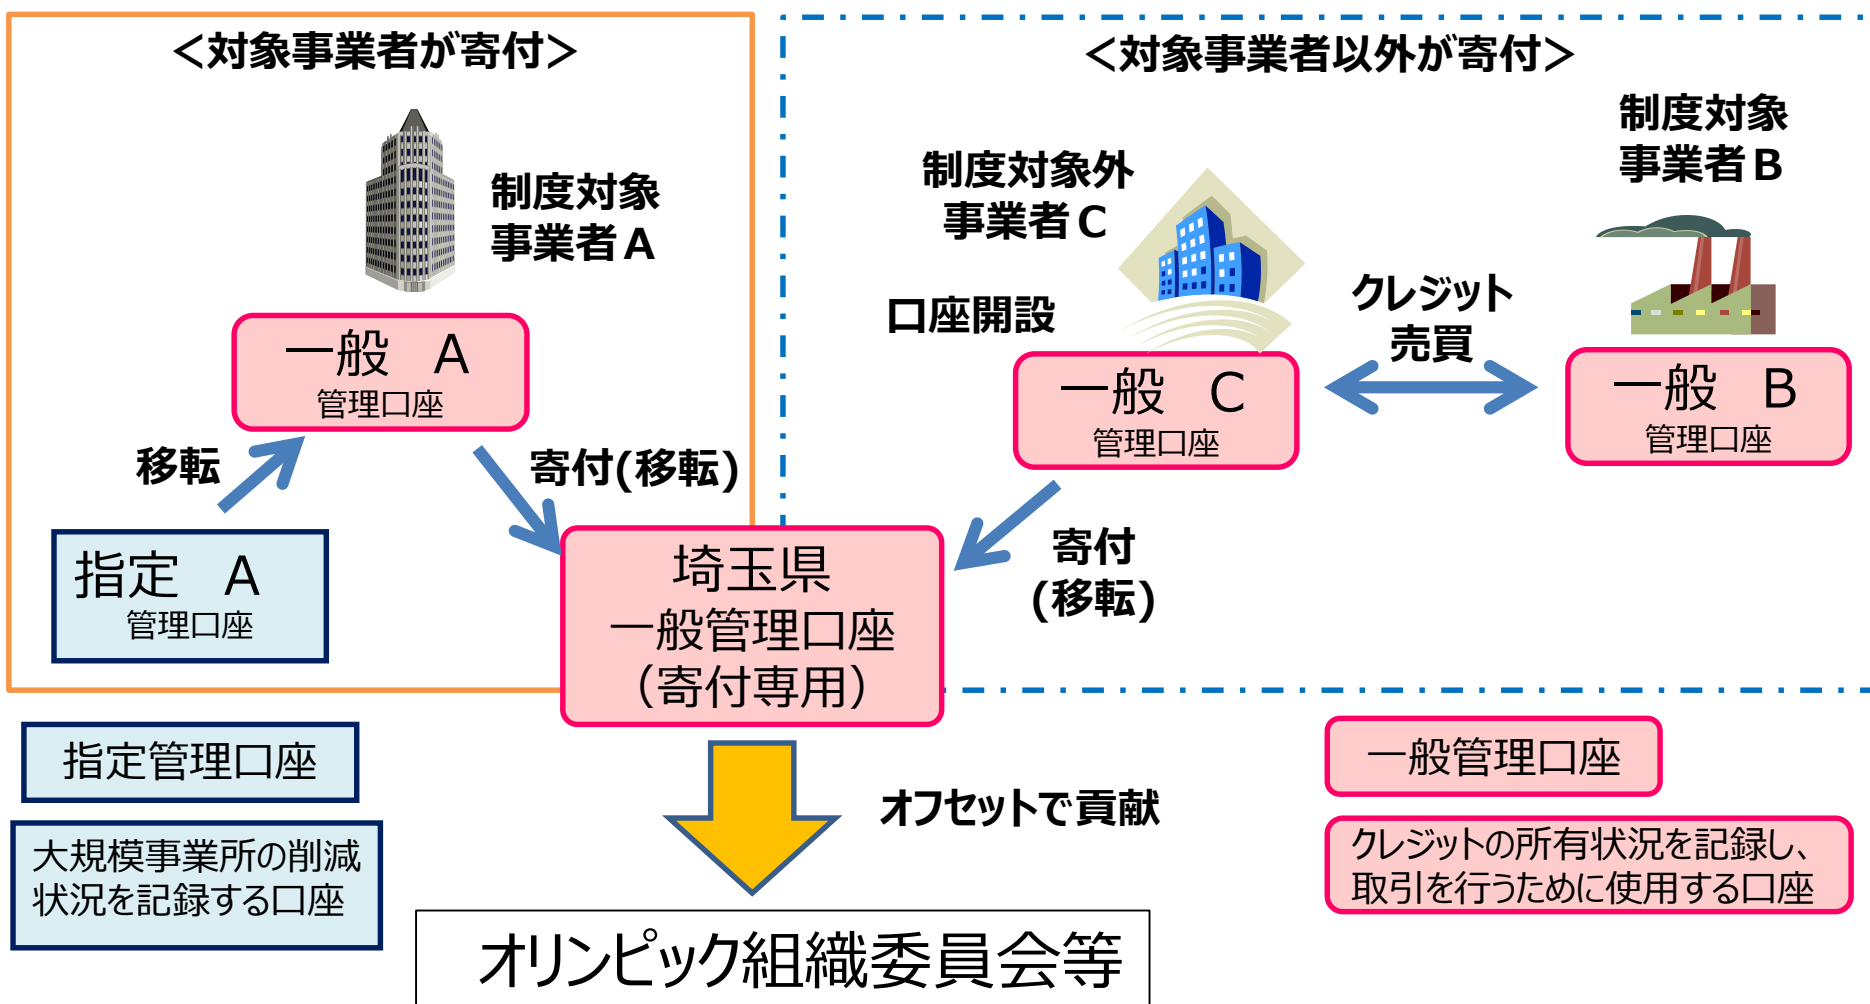 ＜対象事業者が寄付＞
制度対象
事業者A
一般 A
管理口座
移転
寄付(移転)
指定 A
管理口座
＜対象事業者以外が寄付＞
制度対象外
事業者C
口座開設
一般 C
管理口座
クレジット
売買
制度対象
事業者B
一般 B
管理口座
寄付
(移転)
埼玉県
一般管理口座
（寄付専用）
指定管理口座
大規模事業所の削減
状況を記録する口座
オフセットで貢献
一般管理口座
クレジットの所有状況を記録し、
取引を行うために使用する口座
オリンピック組織委員会等